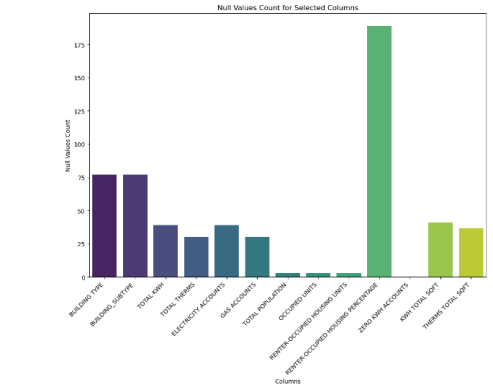 Null Values Count for Selected Columns
175
150
125
100
75
50
25
0
Null Values Count
BUILDING TYPE
BUILDING_SUBTYPE
TOTAL KWH
TOTAL THERMS
ELECTRICITY ACCOUNTS
GAS ACCOUNTS
TOTAL POPULATION
OCCUPIED UNITS
RENTER-OCCUPIED HOUSING UNITS
RENTER-OCCUPIED HOUSING PERCENTAGE
ZERO KWH ACCOUNTS
KWH TOTAL SQFT
THERMS TOTAL SQFT
Columns